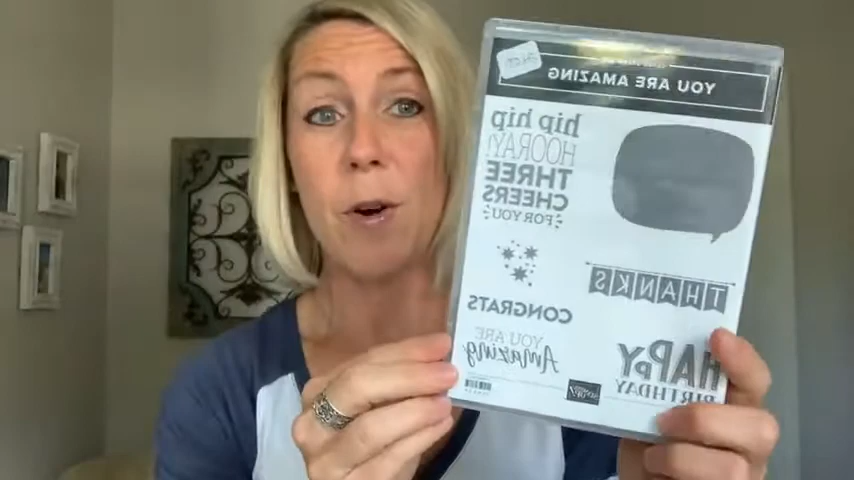 YOU ARE AMAZING
hip hip
HOORAY!
THREE
CHEERS
FOR YOU
THANKS
CONGRATS
YOU ARE
Amazing
HAPPY
BIRTHDAY